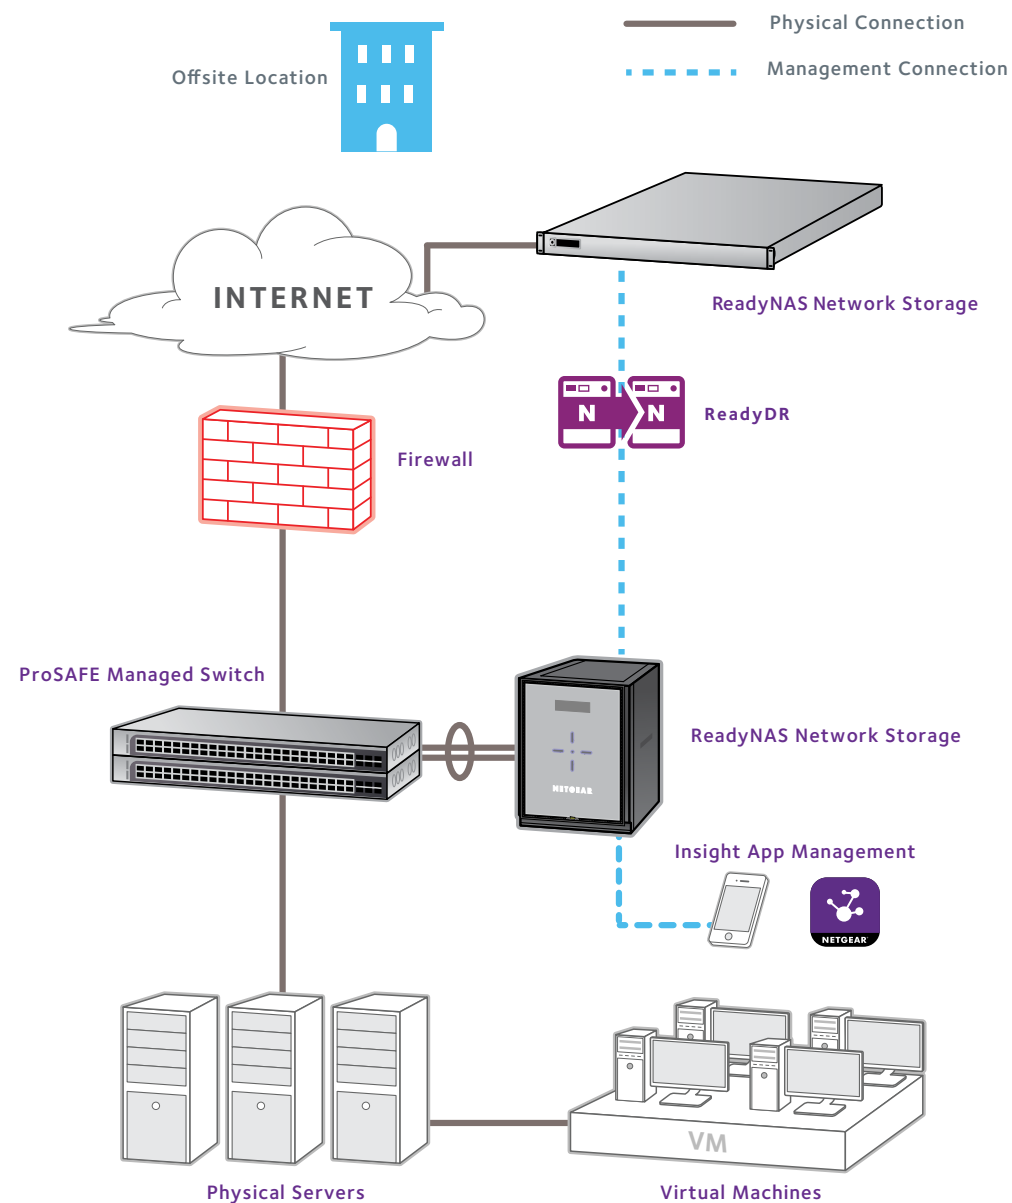 Physical Connection
Offsite Location
Management Connection
INTERNET
ReadyNAS Network Storage
N N
ReadyDR
Firewall
ProSAFE Managed Switch
ReadyNAS Network Storage
NETGEAR
Insight App Management
NETGEAR
VM
Physical Servers
Virtual Machines